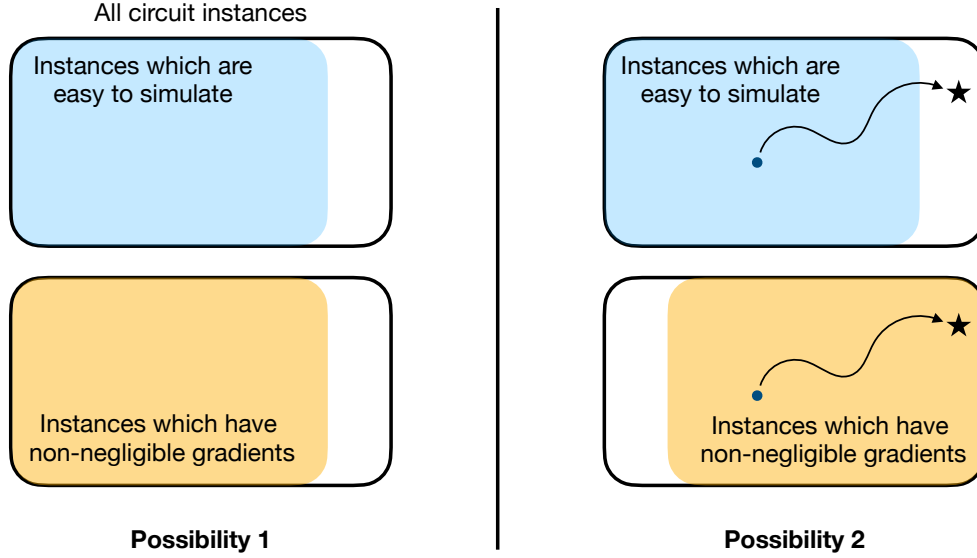 All circuit instances
Instances which are
easy to simulate
Instances which have
non-negligible gradients
Possibility 1
Instances which are
easy to simulate
Instances which have
non-negligible gradients
Possibility 2